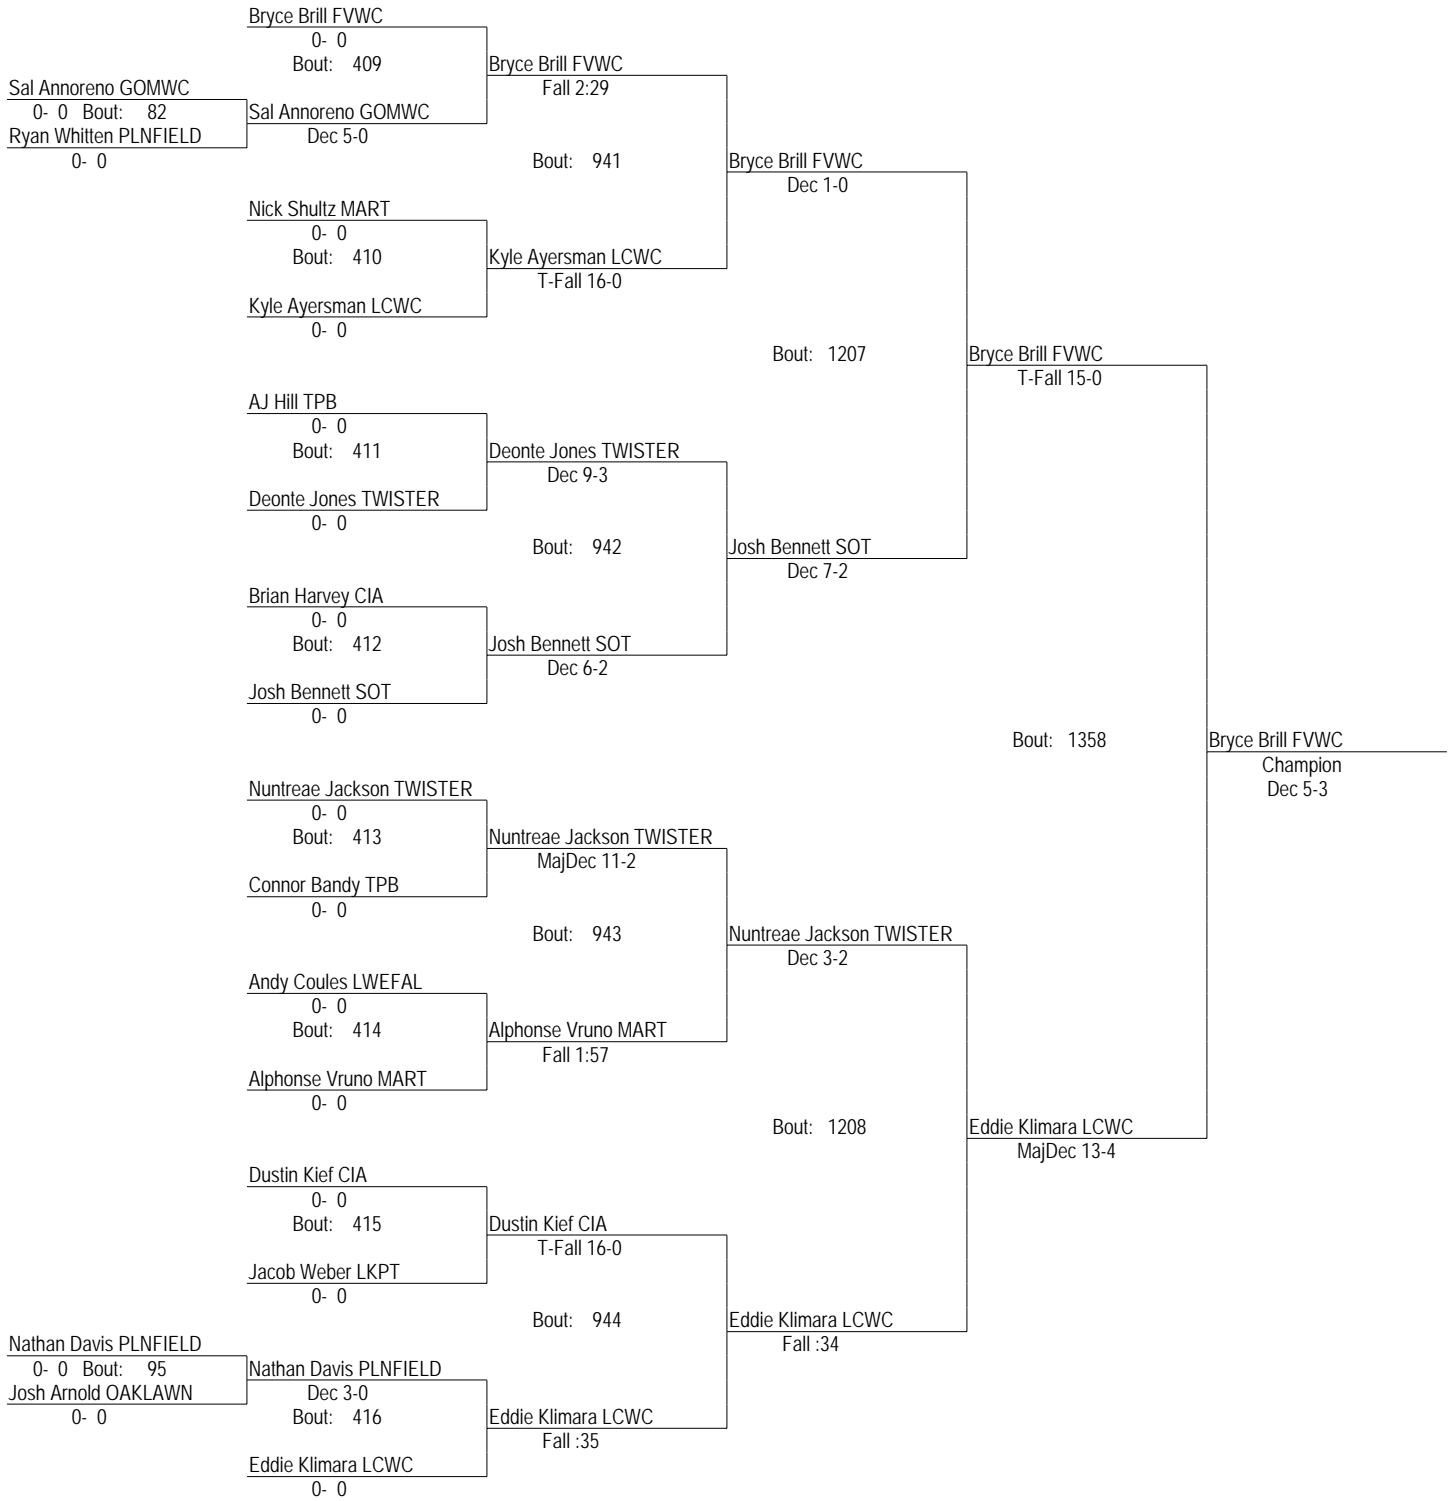 Bryce Brill FVWC
0- 0
Bout: 409
Bryce Brill FVWC
Fall 2:29
Sal Annoreno GOMWC
0- 0 Bout: 82
Sal Annoreno GOMWC
Ryan Whitten PLNFIELD
Dec 5-0
0- 0
Bout: 941
Bryce Brill FVWC
Dec 1-0
Nick Shultz MART
0- 0
Bout: 410
Kyle Ayersman LCWC
T-Fall 16-0
Kyle Ayersman LCWC
0- 0
Bout: 1207
Bryce Brill FVWC
T-Fall 15-0
AJ Hill TPB
0- 0
Bout: 411
Deonte Jones TWISTER
Dec 9-3
Deonte Jones TWISTER
0- 0
Bout: 942
Josh Bennett SOT
Dec 7-2
Brian Harvey CIA
0- 0
Bout: 412
Josh Bennett SOT
Dec 6-2
Josh Bennett SOT
0- 0
Bout: 1358
Bryce Brill FVWC
Champion
Dec 5-3
Nuntreae Jackson TWISTER
0- 0
Bout: 413
Nuntreae Jackson TWISTER
MajDec 11-2
Connor Bandy TPB
0- 0
Bout: 943
Nuntreae Jackson TWISTER
Dec 3-2
Andy Coules LWEFAL
0- 0
Bout: 414
Alphonse Vruno MART
Fall 1:57
Alphonse Vruno MART
0- 0
Bout: 1208
Eddie Klimara LCWC
MajDec 13-4
Dustin Kief CIA
0- 0
Bout: 415
Dustin Kief CIA
T-Fall 16-0
Jacob Weber LKPT
0- 0
Bout: 944
Eddie Klimara LCWC
Fall :34
Nathan Davis PLNFIELD
0- 0 Bout: 95
Nathan Davis PLNFIELD
Josh Arnold OAKLAWN
Dec 3-0
0- 0
Bout: 416
Eddie Klimara LCWC
Fall :35
Eddie Klimara LCWC
0- 0